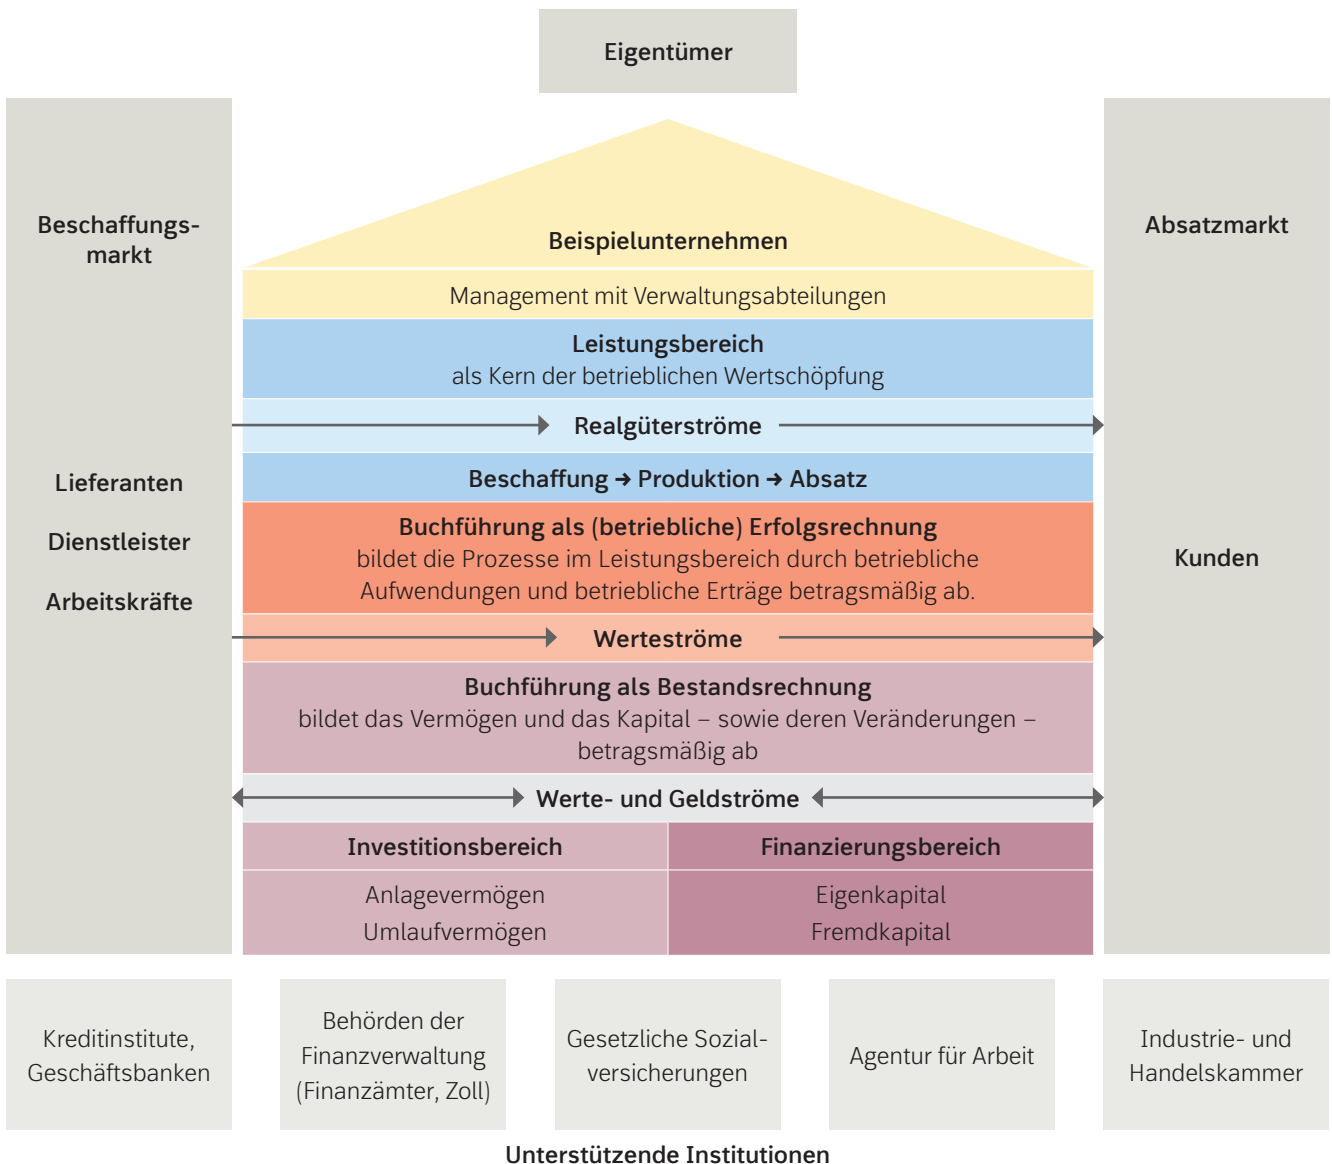 Eigentümer
Beschaffungs-
markt
Lieferanten
Dienstleister
Arbeitskräfte
Beispielunternehmen
Management mit Verwaltungsabteilungen
Leistungsbereich
als Kern der betrieblichen Wertschöpfung
Realgüterströme
Beschaffung → Produktion → Absatz
Buchführung als (betriebliche) Erfolgsrechnung
bildet die Prozesse im Leistungsbereich durch betriebliche
Aufwendungen und betriebliche Erträge betragsmäßig ab.
Werteströme
Buchführung als Bestandsrechnung
bildet das Vermögen und das Kapital – sowie deren Veränderungen –
betragsmäßig ab
Werte- und Geldströme
Investitionsbereich
Anlagevermögen
Umlaufvermögen
Finanzierungsbereich
Eigenkapital
Fremdkapital
Absatzmarkt
Kunden
Kreditinstitute,
Geschäftsbanken
Behörden der
Finanzverwaltung
(Finanzämter, Zoll)
Gesetzliche Sozial-
versicherungen
Agentur für Arbeit
Industrie- und
Handelskammer
Unterstützende Institutionen